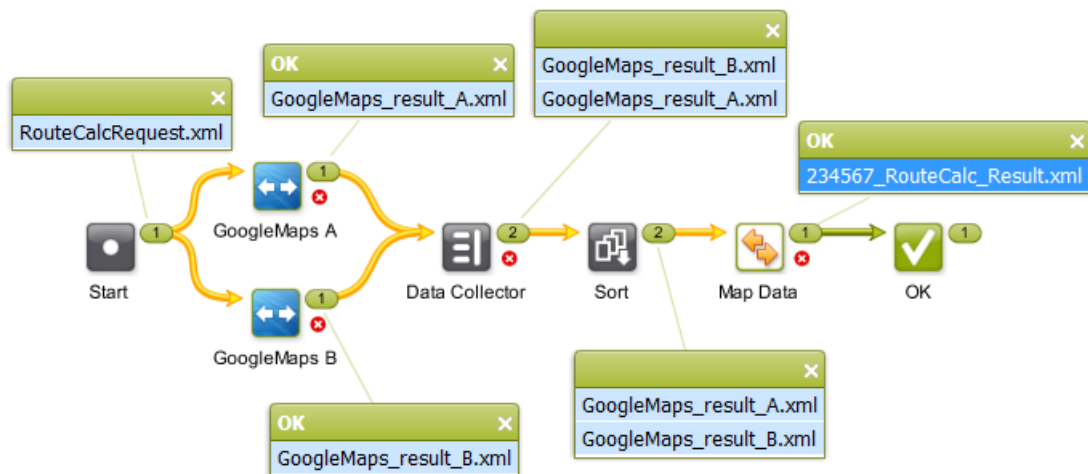 RouteCalcRequest.xml
OK
GoogleMaps_result_A.xml
GoogleMaps_result_B.xml
GoogleMaps_result_A.xml
OK
234567_RouteCalc_Result.xml
1
Start
1
GoogleMaps A
1
GoogleMaps B
2
Data Collector
2
Sort
1
Map Data
1
OK
OK
GoogleMaps_result_B.xml
GoogleMaps_result_A.xml
GoogleMaps_result_B.xml